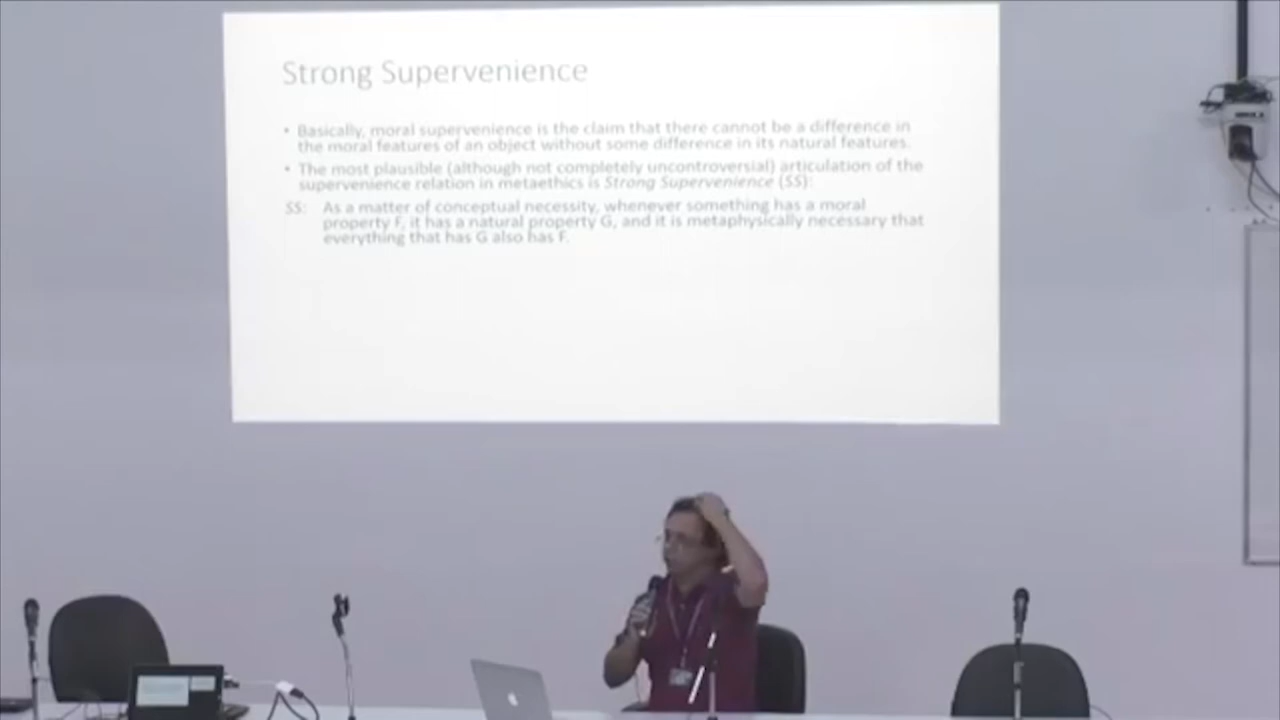 Strong Supervenience
• Basically, moral supervenience is the claim that there cannot be a difference in
the moral features of an object without some difference in its natural features.
• The most plausible (although not completely uncontroversial) articulation of the
supervenience relation in metaethics is Strong Supervenience (SS):
SS: As a matter of conceptual necessity, whenever something has a moral
property F, it has a natural property G, and it is metaphysically necessary that
everything that has G also has F.